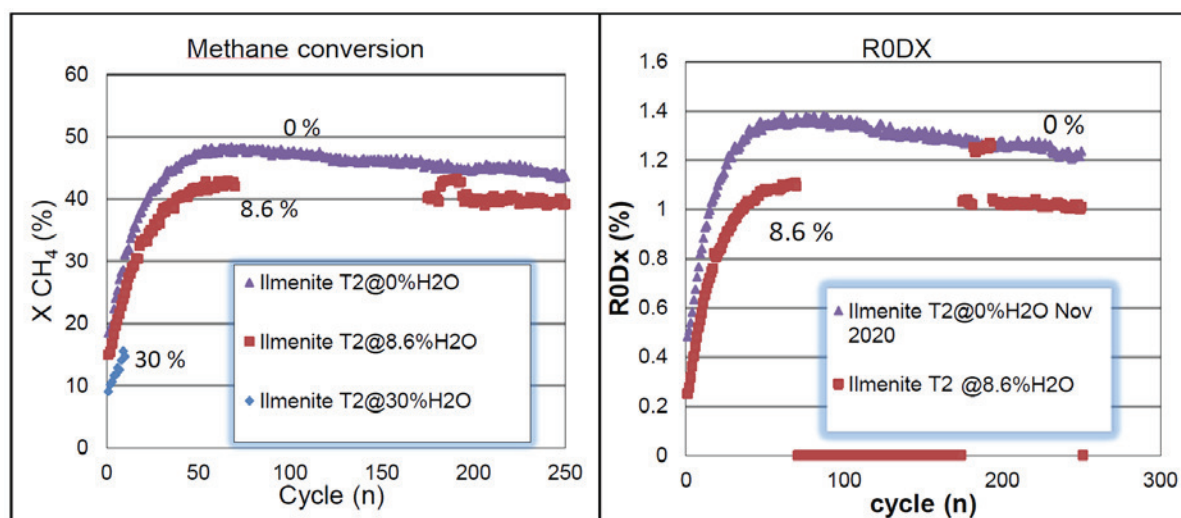 Methane conversion
X CH₄ (%)
60
50
40
30
20
10
0
0 %
8.6 %
30 %
Ilmenite T2@0%H2O
Ilmenite T2@8.6%H2O
Ilmenite T2@30%H2O
0 50 100 150 200 250
Cycle (n)
R0DX
R0Dx (%)
1.6
1.4
1.2
1
0.8
0.6
0.4
0.2
0
0 %
8.6 %
Ilmenite T2@0%H2O Nov
2020
Ilmenite T2 @8.6%H2O
0 100 200 300
cycle (n)